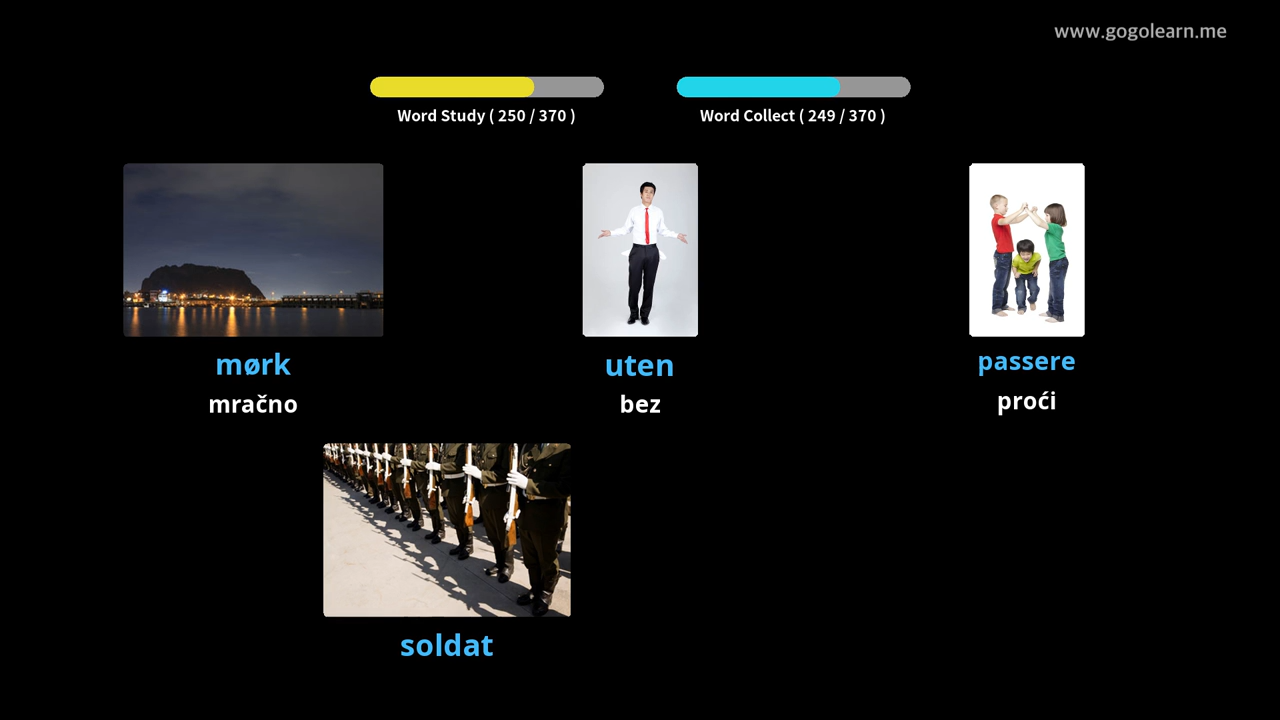 www.gogolearn.me
Word Study ( 250 / 370 )
Word Collect ( 249 / 370 )
mørk
mračno
uten
bez
passere
proći
soldat